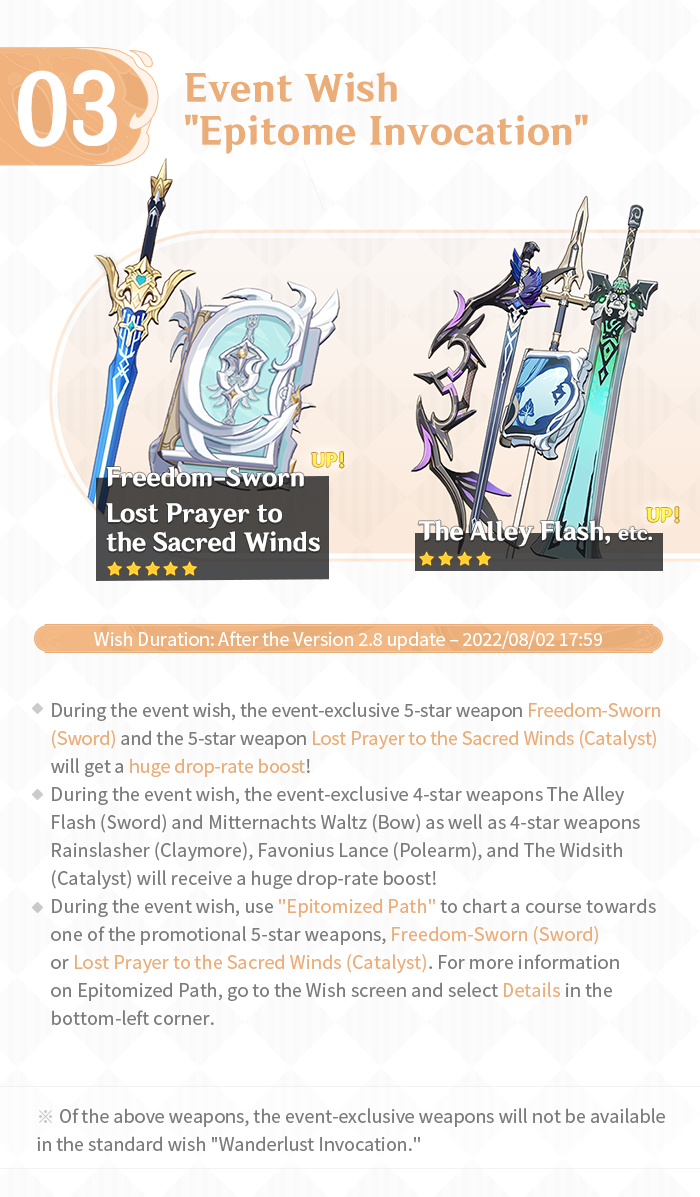 03
Event Wish
"Epitome Invocation"
UP!
Freedom-Sworn
Lost Prayer to
the Sacred Winds
UP!
The Alley Flash, etc.
Wish Duration: After the Version 2.8 update – 2022/08/02 17:59
During the event wish, the event-exclusive 5-star weapon Freedom-Sworn
(Sword) and the 5-star weapon Lost Prayer to the Sacred Winds (Catalyst)
will get a huge drop-rate boost!
During the event wish, the event-exclusive 4-star weapons The Alley
Flash (Sword) and Mitternachts Waltz (Bow) as well as 4-star weapons
Rainslasher (Claymore), Favonius Lance (Polearm), and The Widsith
(Catalyst) will receive a huge drop-rate boost!
During the event wish, use "Epitomized Path" to chart a course towards
one of the promotional 5-star weapons, Freedom-Sworn (Sword)
or Lost Prayer to the Sacred Winds (Catalyst). For more information
on Epitomized Path, go to the Wish screen and select Details in the
bottom-left corner.
※ Of the above weapons, the event-exclusive weapons will not be available
in the standard wish "Wanderlust Invocation."